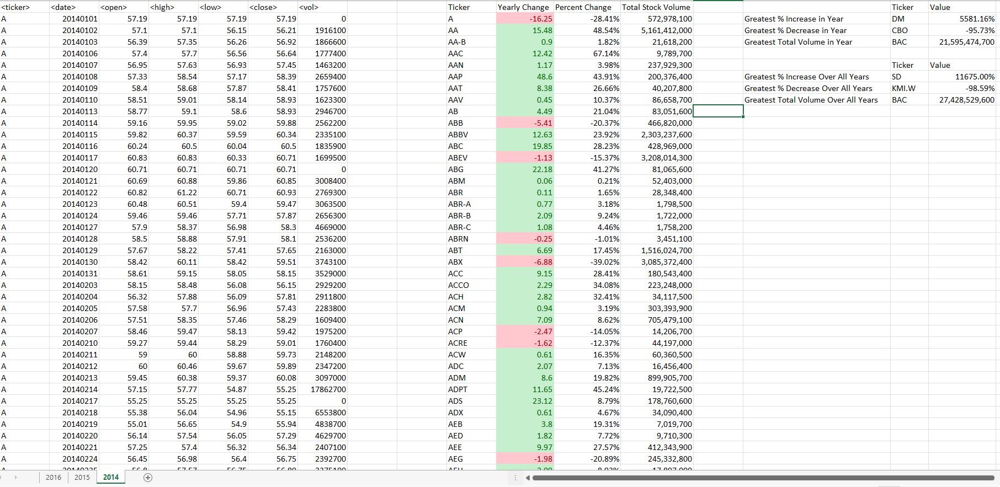 <ticker> <date> <open> <high> <low> <close> <vol> Ticker Yearly Change Percent Change Total Stock Volume Ticker Value
A 20140101 57.19 57.19 57.19 57.19 0 A -16.25 -28.41% 572,978,100 Greatest % Increase in Year DM 5581.16%
A 20140102 57.1 57.1 56.15 56.21 1916100 AA 15.48 48.54% 5,161,412,000 Greatest % Decrease in Year CBO -95.73%
A 20140103 56.39 57.35 56.26 56.92 1866600 AA-B 0.9 1.82% 21,618,200 Greatest Total Volume in Year BAC 21,595,474,700
A 20140106 57.4 57.7 56.56 56.64 1777400 AAC 12.42 67.14% 9,789,700
A 20140107 56.95 57.63 56.93 57.45 1463200 AAN 1.17 3.98% 237,929,300 Ticker Value
A 20140108 57.33 58.54 57.17 58.39 2659400 AAP 48.6 43.91% 200,376,400 Greatest % Increase Over All Years SD 11675.00%
A 20140109 58.4 58.68 57.87 58.41 1757600 AAT 8.38 26.66% 40,207,800 Greatest % Decrease Over All Years KMI.W -98.59%
A 20140110 58.51 59.01 58.14 58.93 1623300 AAV 0.45 10.37% 86,658,700 Greatest Total Volume Over All Years BAC 27,428,529,600
A 20140113 58.77 59.1 58.6 58.93 2946700 AB 4.49 21.04% 83,051,600
A 20140114 59.16 59.95 59.02 59.88 2562200 ABB -5.41 -20.37% 466,820,000
A 20140115 59.82 60.37 59.59 60.34 2335100 ABBV 12.63 23.92% 2,303,237,600
A 20140116 60.24 60.5 60.04 60.5 1835900 ABC 19.85 28.23% 428,969,000
A 20140117 60.83 60.83 60.33 60.71 1699500 ABEV -1.13 -15.37% 3,208,014,300
A 20140120 60.71 60.71 60.71 60.71 0 ABG 22.18 41.27% 81,065,600
A 20140121 60.69 60.88 59.86 60.85 3008400 ABM 0.06 0.21% 52,403,000
A 20140122 60.82 61.22 60.71 60.93 2769300 ABR 0.11 1.65% 28,348,400
A 20140123 60.48 60.51 59.4 59.47 3063500 ABR-A 0.77 3.18% 1,798,500
A 20140124 59.46 59.46 57.71 57.87 2656300 ABR-B 2.09 9.24% 1,722,000
A 20140127 57.9 58.37 56.98 58.3 4669000 ABR-C 1.08 4.46% 1,758,200
A 20140128 58.5 58.88 57.91 58.1 2536200 ABRN -0.25 -1.01% 3,451,100
A 20140129 57.67 58.22 57.41 57.65 2163000 ABT 6.69 17.45% 1,516,024,700
A 20140130 58.42 60.11 58.42 59.51 3743100 ABX -6.88 -39.02% 3,085,372,400
A 20140131 58.61 59.15 58.05 58.15 3529000 ACC 9.15 28.41% 180,543,400
A 20140203 58.15 58.48 56.08 56.15 2929200 ACCO 2.29 34.08% 223,248,000
A 20140204 56.32 57.88 56.09 57.81 2911800 ACH 2.82 32.41% 34,117,500
A 20140205 57.58 57.7 56.96 57.43 2283800 ACM 0.94 3.19% 303,393,900
A 20140206 57.51 58.35 57.46 58.29 1609400 ACN 7.09 8.62% 705,479,100
A 20140207 58.46 59.47 58.13 59.42 1975200 ACP -2.47 -14.05% 14,206,700
A 20140210 59.27 59.44 58.29 59.01 1760400 ACRE -1.62 -12.37% 44,197,000
A 20140211 59 60 58.88 59.73 2148200 ACW 0.61 16.35% 60,360,500
A 20140212 60 60.46 59.67 59.89 2347200 ADC 2.07 7.13% 16,456,400
A 20140213 59.45 60.38 59.37 60.08 3097000 ADM 8.6 19.82% 899,905,700
A 20140214 57.15 57.77 54.87 55.25 17862700 ADPT 11.65 45.24% 19,722,500
A 20140217 55.25 55.25 55.25 55.25 0 ADS 23.12 8.79% 178,760,600
A 20140218 55.38 56.04 54.96 55.15 6553800 ADX 0.61 4.67% 34,090,400
A 20140219 55.01 56.65 54.9 55.94 4838700 AEB 3.8 19.31% 7,019,700
A 20140220 56.14 57.54 56.05 57.29 4629700 AED 1.82 7.72% 9,710,300
A 20140221 57.25 57.4 56.32 56.34 2407100 AEE 9.97 27.57% 412,343,900
A 20140224 56.45 56.98 56.4 56.75 2392700 AEG -1.98 -20.89% 245,332,800
2016 2015 2014